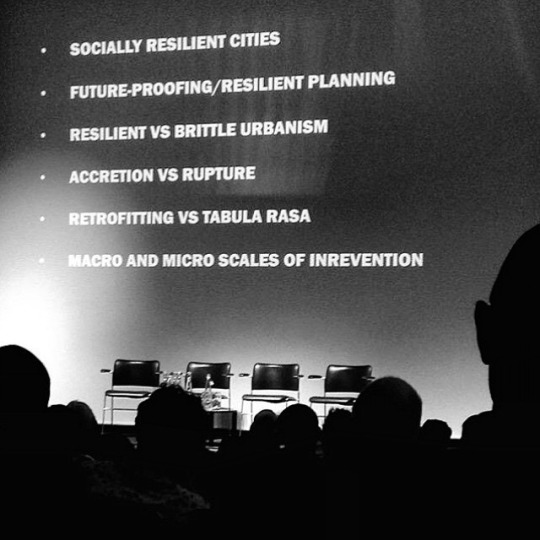 • SOCIALLY RESILIENT CITIES
• FUTURE-PROOFING/RESILIENT PLANNING
• RESILIENT VS BRITTLE URBANISM
• ACCRETION VS RUPTURE
• RETROFITTING VS TABULA RASA
• MACRO AND MICRO SCALES OF INREVENTION